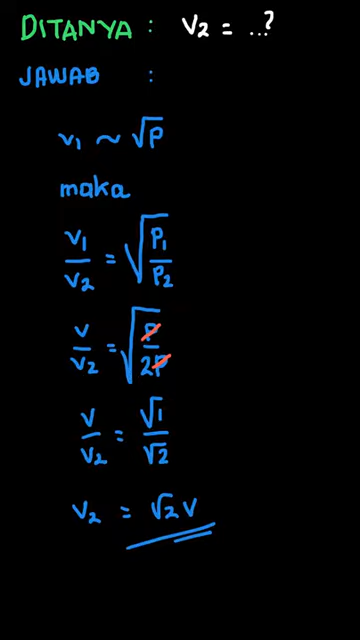 DITANYA : V2 = ...?
JAWAB :
v₁ ~ √P
maka
v₁/v₂ = √(P₁/P₂)
v/v₂ = √(P/2P)
v/v₂ = √1/√2
v₂ = √2 v